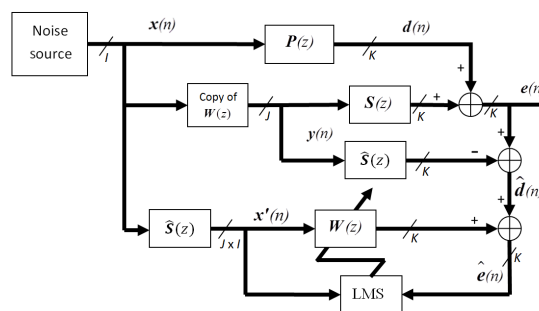 Noise
source
x(n)
I
P(z)
d(n)
K
+
Copy of
W(z)
J
S(z)
K
+
K
e(n
y(n)
Ŝ(z)
K
-
+
d̂(n)
+
Ŝ(z)
J x I
x'(n)
W(z)
K
+
ê(n)
K
LMS